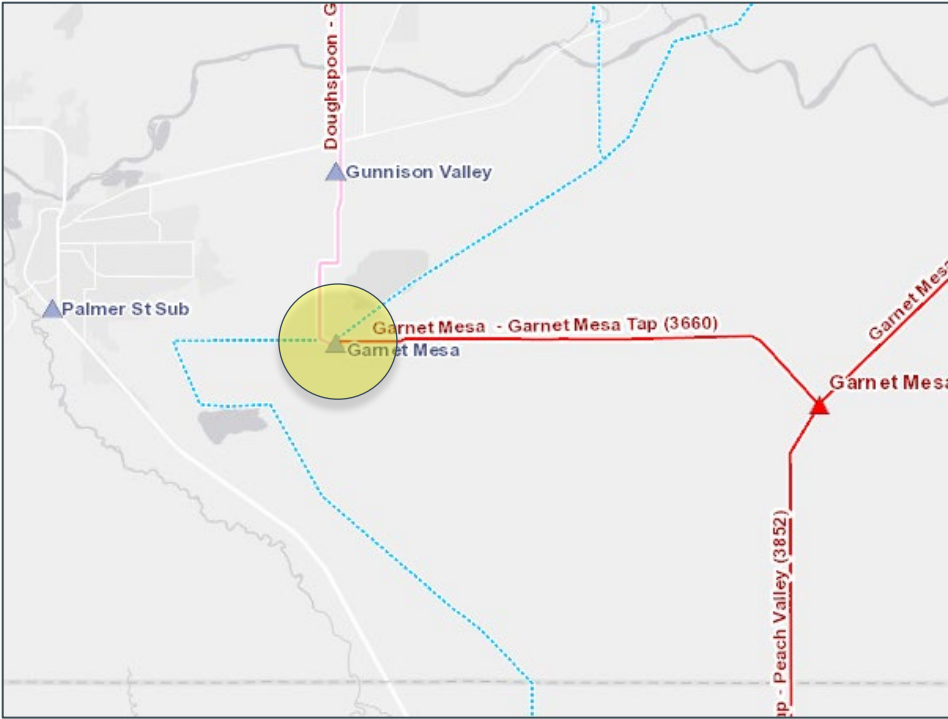 Doughspoon - G
Gunnison Valley
Palmer St Sub
Garnet Mesa - Garnet Mesa Tap (3660)
Garnet Mesa
Garnet Mesa
Garnet Mesa
ap - Peach Valley (3852)